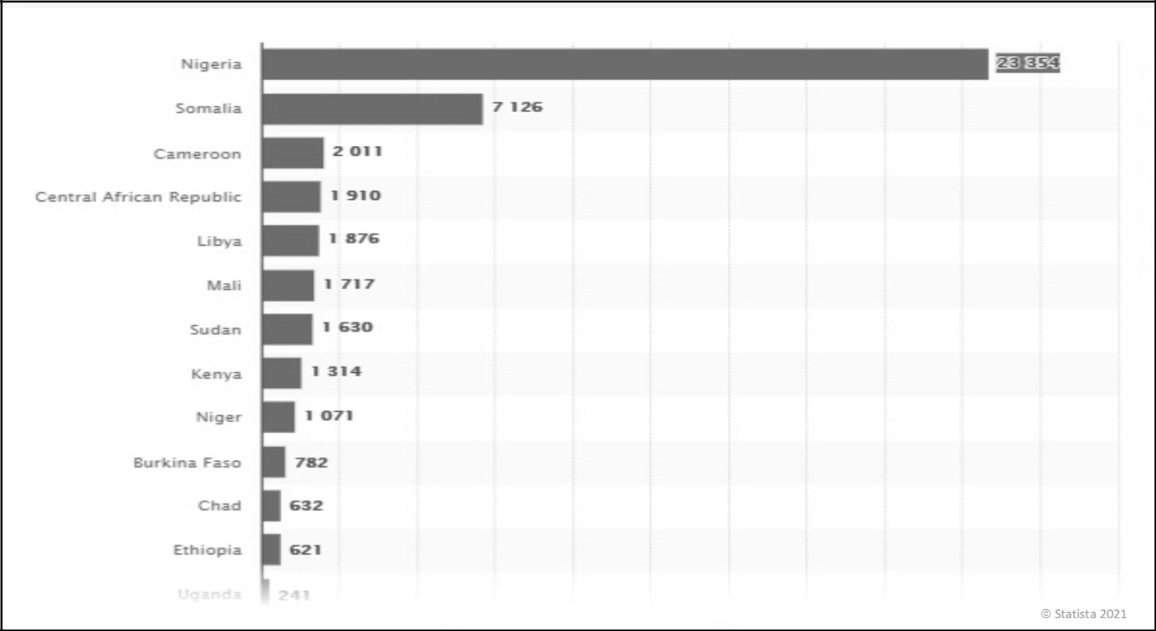 Nigeria 23 354
Somalia 7 126
Cameroon 2 011
Central African Republic 1 910
Libya 1 876
Mali 1 717
Sudan 1 630
Kenya 1 314
Niger 1 071
Burkina Faso 782
Chad 632
Ethiopia 621
Uganda 241
© Statista 2021